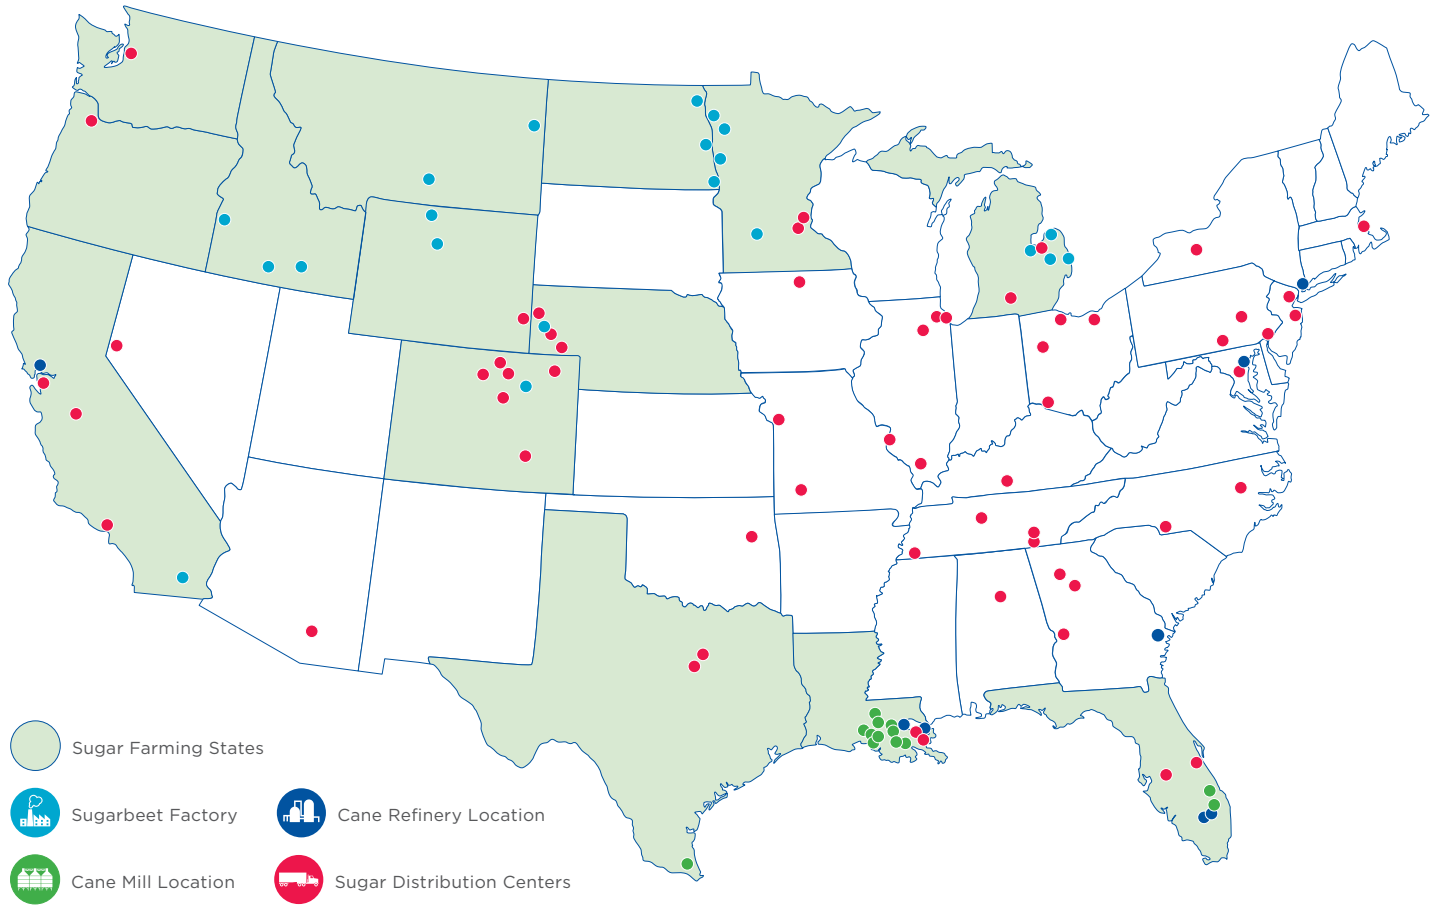 Sugar Farming States
Sugarbeet Factory
Cane Refinery Location
Cane Mill Location
Sugar Distribution Centers